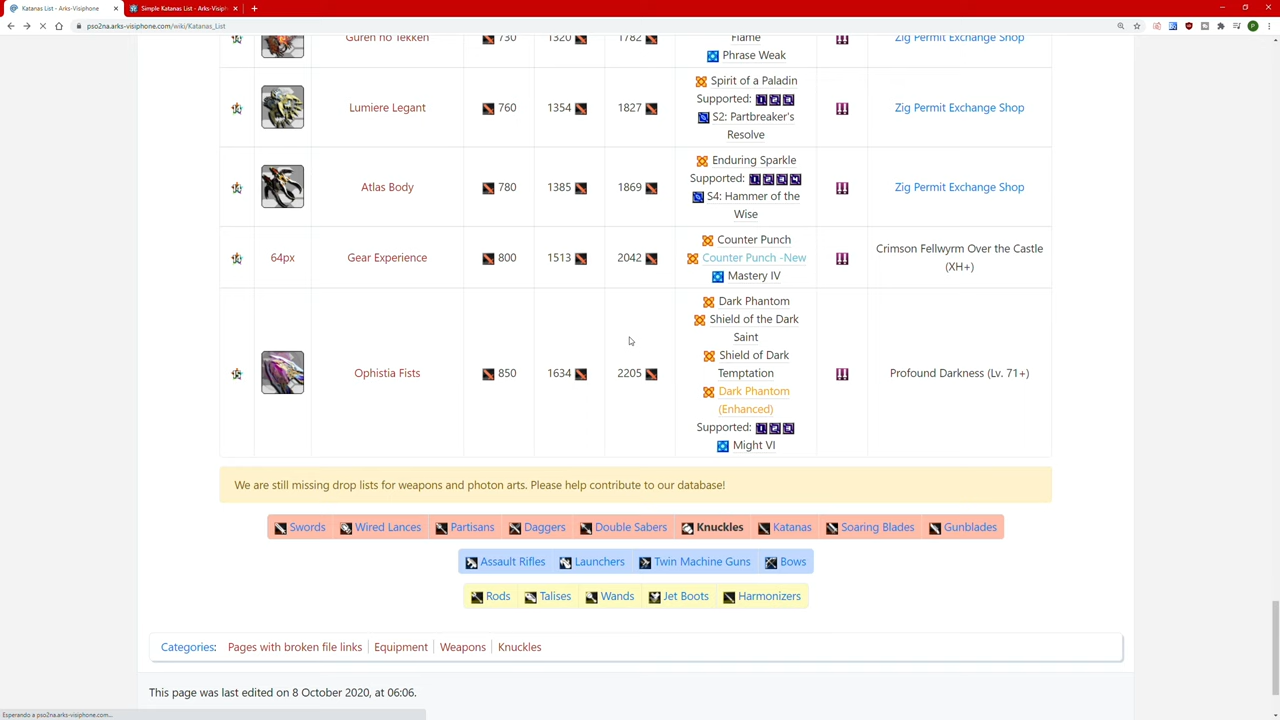 Katanas List - Arks-Visiphone
Simple Katanas List - Arks-Visiph
pso2na.arks-visiphone.com/wiki/Katanas_List
Guren no Tekken 730 1320 1782 Flame Zig Permit Exchange Shop
Phrase Weak
Spirit of a Paladin
Supported:
Lumiere Legant 760 1354 1827 S2: Partbreaker's Zig Permit Exchange Shop
Resolve
Enduring Sparkle
Supported:
Atlas Body 780 1385 1869 S4: Hammer of the Zig Permit Exchange Shop
Wise
Counter Punch
64px Gear Experience 800 1513 2042 Counter Punch -New Crimson Fellwyrm Over the Castle
(XH+)
Mastery IV
Dark Phantom
Shield of the Dark
Saint
Shield of Dark
Ophistia Fists 850 1634 2205 Temptation Profound Darkness (Lv. 71+)
Dark Phantom
(Enhanced)
Supported:
Might VI
We are still missing drop lists for weapons and photon arts. Please help contribute to our database!
Swords Wired Lances Partisans Daggers Double Sabers Knuckles Katanas Soaring Blades Gunblades
Assault Rifles Launchers Twin Machine Guns Bows
Rods Talises Wands Jet Boots Harmonizers
Categories: Pages with broken file links Equipment Weapons Knuckles
This page was last edited on 8 October 2020, at 06:06.
Esperando a pso2na.arks-visiphone.com...